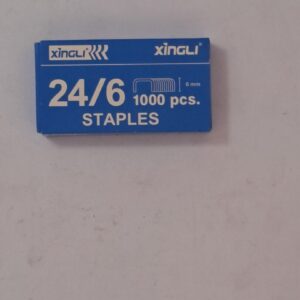 XINGLI XINGLI®
24/6 1000 pcs. 6 mm
STAPLES